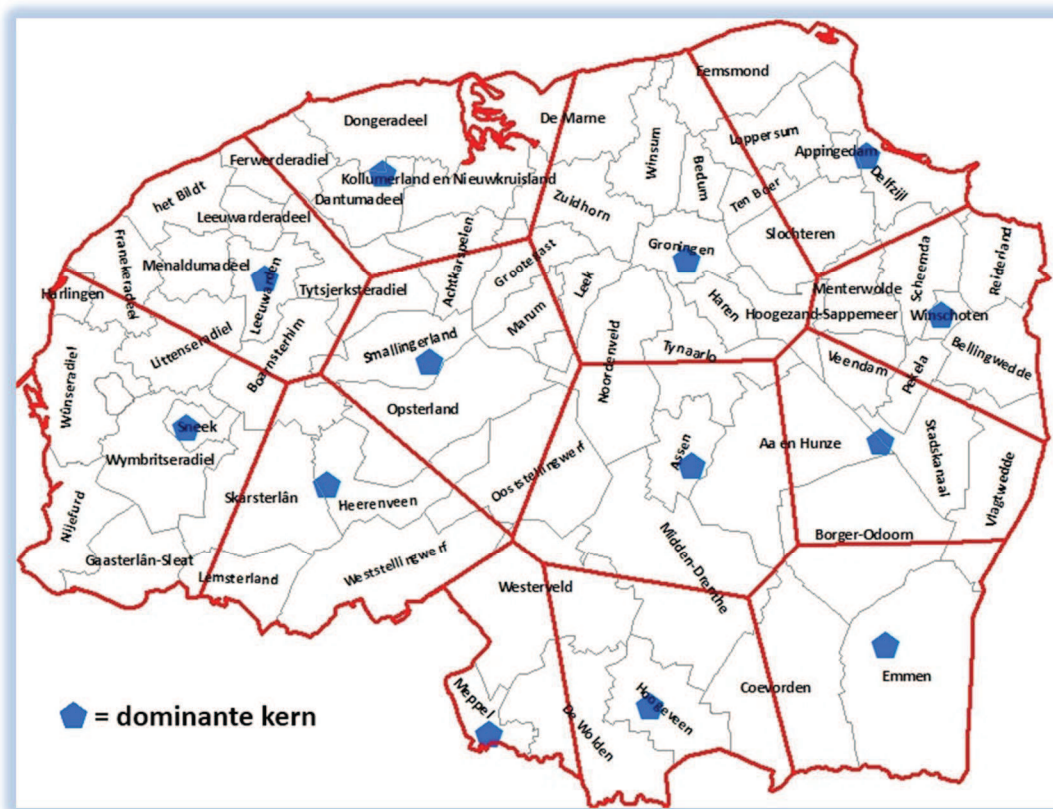 Eemsmond
Dongeradeel
De Marne
Loppersum
Winsum
Bedum
Appingedam
Ferwerderadiel
Kollumerland en Nieuwkruisland
Dantumadeel
Delfzijl
Ten Boer
het Bildt
Zuidhorn
Leeuwarderadeel
Slochteren
Franekeradeel
Achtkarspelen
Grootegast
Groningen
Menaldumadeel
Leeuwarden
Tytsjerksteradiel
Leek
Scheemda
Reiderland
Harlingen
Menterwolde
Haren
Hoogezand-Sappemeer
Winschoten
Marum
Littenseradiel
Smallingerland
Boarnsterhim
Noordenveld
Tynaarlo
Veendam
Pekela
Bellingwedde
Wûnseradiel
Opsterland
Sneek
Aa en Hunze
Assen
Stadskanaal
Wymbritseradiel
Ooststellingwerf
Skarsterlân
Heerenveen
Vlagtwedde
Nijefurd
Borger-Odoorn
Midden-Drenthe
Gaasterlân-Sleat
Lemsterland
Weststellingwerf
Westerveld
Emmen
Meppel
Hoogeveen
Coevorden
De Wolden
= dominante kern